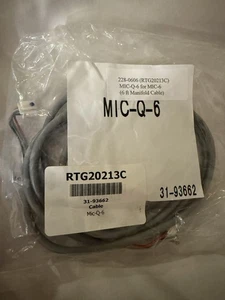 228-0606 (RTG20213C)
MIC-Q-6 for MIC-6
(6 ft Manifold Cable)
MIC-Q-6
31-93662
RTG20213C
31-93662
Cable
Mic-Q-6